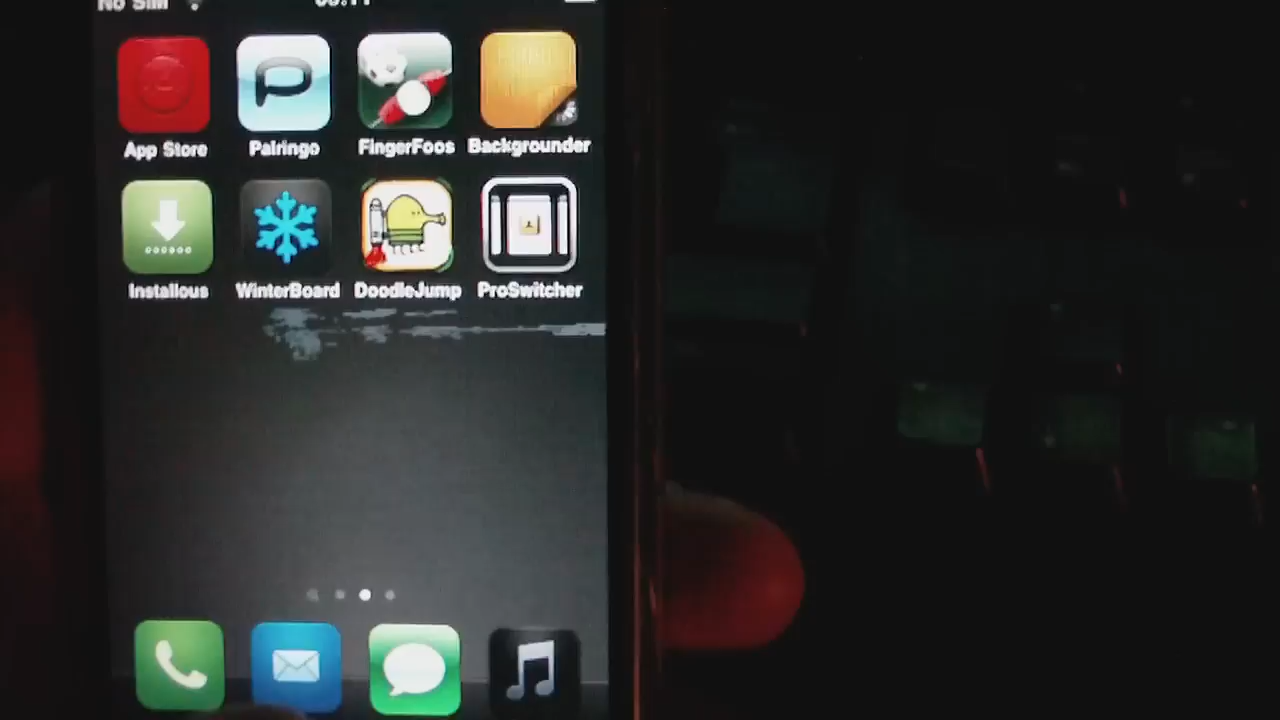 No SIM
App Store Palringo FingerFoos Backgrounder
Installous WinterBoard DoodleJump ProSwitcher